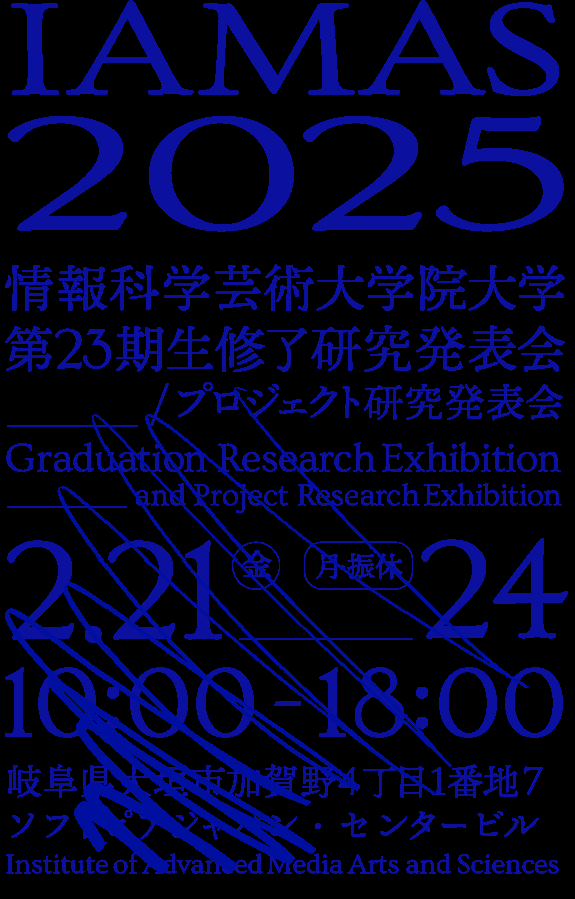 IAMAS
2025
情報科学芸術大学院大学
第23期生修了研究発表会
/プロジェクト研究発表会
Graduation Research Exhibition
and Project Research Exhibition
2.21 金 月・振休 24
10:00–18:00
岐阜県大垣市加賀野4丁目1番地7
ソフトピアジャパン・センタービル
Institute of Advanced Media Arts and Sciences